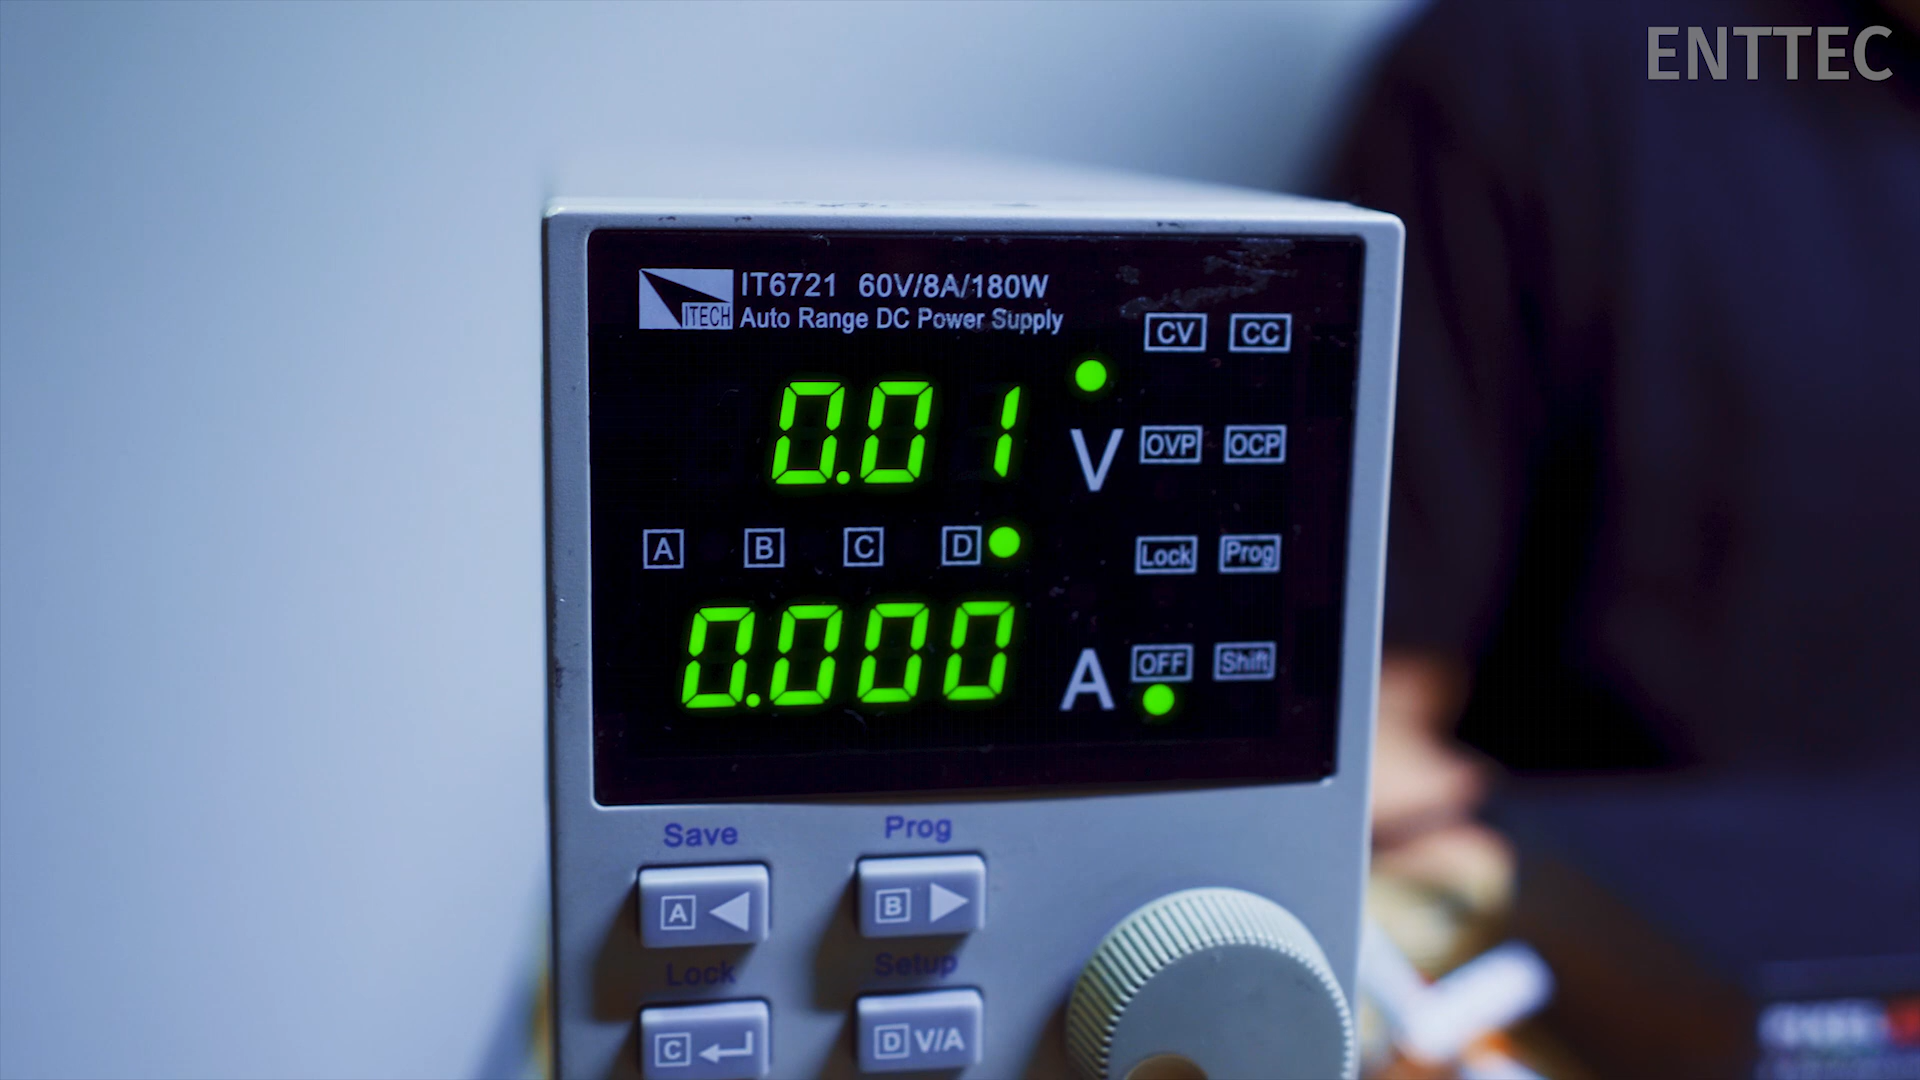 ENTTEC
ITECH
IT6721 60V/8A/180W
Auto Range DC Power Supply
CV CC
0.01 V
OVP OCP
A B C D
Lock Prog
0.000 A
OFF Shift
Save Prog
A B
Lock Setup
C D V/A